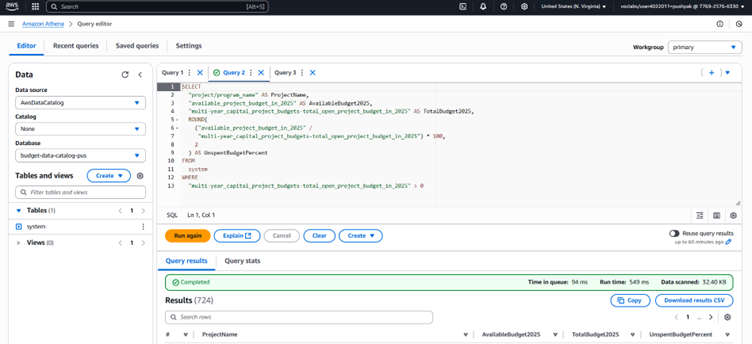 aws
Search
[Alt+S]
United States (N. Virginia)
voclabs/user4022011=pushpak @ 7769-2576-6330
Amazon Athena > Query editor
Editor
Recent queries
Saved queries
Settings
Workgroup
primary
Data
Data source
AwsDataCatalog
Catalog
None
Database
budget-data-catalog-pus
Tables and views
Create
Filter tables and views
Tables (1)
< 1 >
system
Views (0)
< 1 >
Query 1
Query 2
Query 3
1 SELECT
2 "project/program_name" AS ProjectName,
3 "available_project_budget_in_2025" AS AvailableBudget2025,
4 "multi-year_capital_project_budgets-total_open_project_budget_in_2025" AS TotalBudget2025,
5 ROUND(
6 ("available_project_budget_in_2025" /
7 "multi-year_capital_project_budgets-total_open_project_budget_in_2025") * 100,
8 2
9 ) AS UnspentBudgetPercent
10 FROM
11 system
12 WHERE
13 "multi-year_capital_project_budgets-total_open_project_budget_in_2025" > 0
SQL Ln 1, Col 1
Run again
Explain
Cancel
Clear
Create
Reuse query results
up to 60 minutes ago
Query results
Query stats
Completed
Time in queue: 94 ms Run time: 549 ms Data scanned: 32.40 KB
Results (724)
Copy
Download results CSV
Search rows
< 1 ... >
# ProjectName AvailableBudget2025 TotalBudget2025 UnspentBudgetPercent